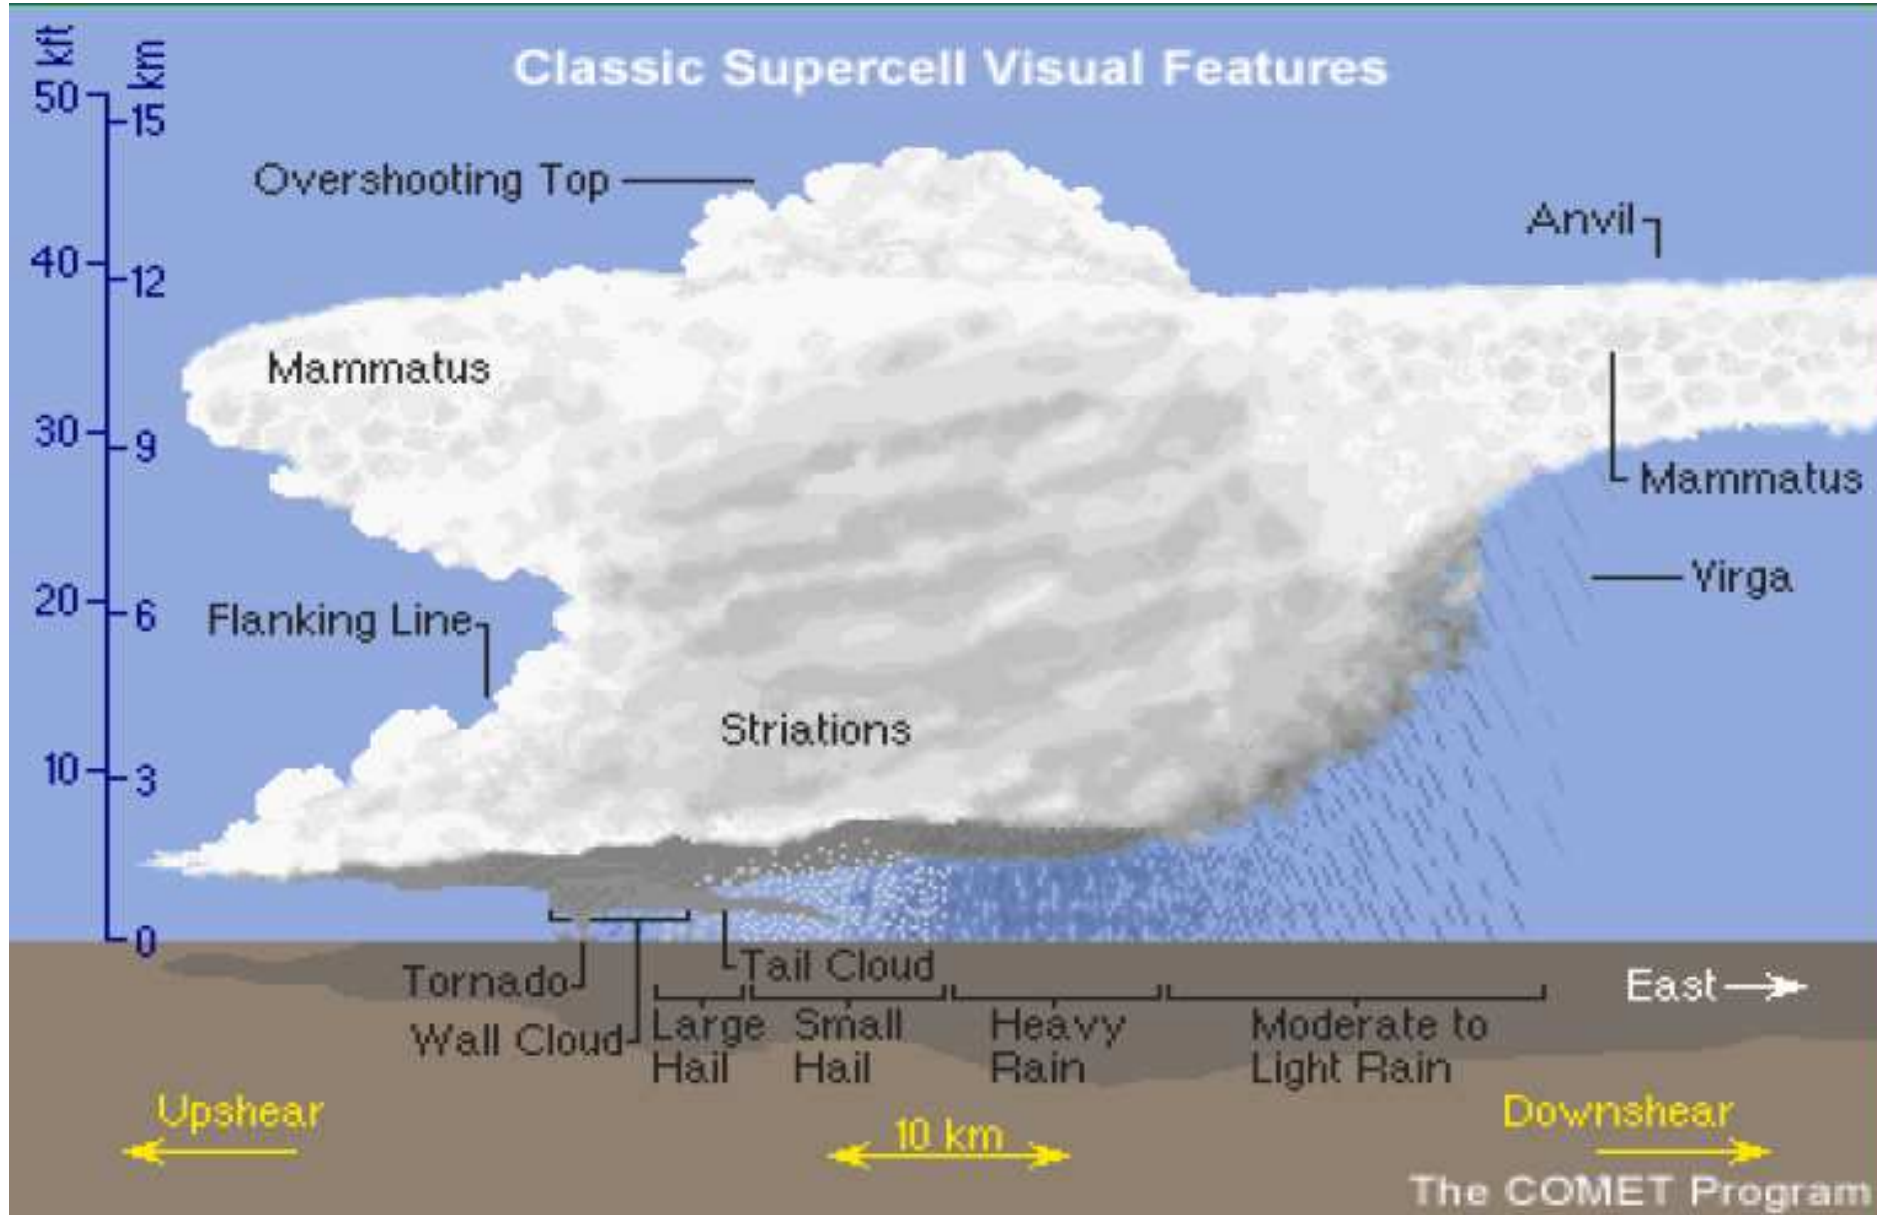 Classic Supercell Visual Features
50 kft
15 km
Overshooting Top
Anvil
40
12
Mammatus
30
9
Mammatus
Virga
20
6
Flanking Line
Striations
10
3
0
Tornado
Tail Cloud
East
Wall Cloud
Large
Hail
Small
Hail
Heavy
Rain
Moderate to
Light Rain
Upshear
10 km
Downshear
The COMET Program